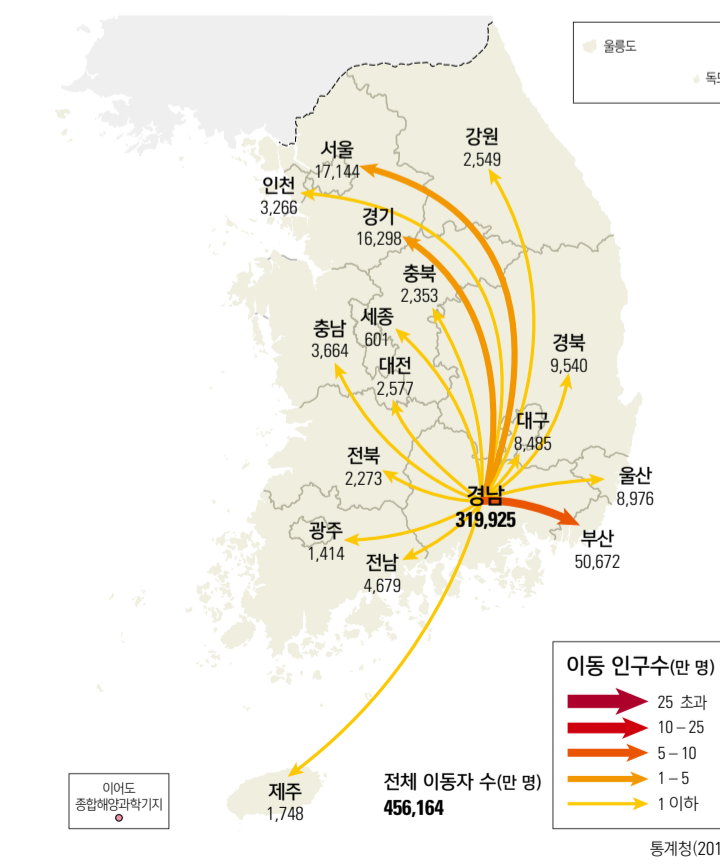 울릉도
강원
2,549
서울
17,144
인천
3,266
경기
16,298
충북
2,353
세종
601
충남
3,664
경북
9,540
대전
2,577
대구
8,485
전북
2,273
울산
8,976
경남
319,925
광주
1,414
부산
50,672
전남
4,679
이동 인구수(만 명)
25 초과
10 – 25
5 – 10
1 – 5
1 이하
이어도
종합해양과학기지
제주
1,748
전체 이동자 수(만 명)
456,164
통계청(201